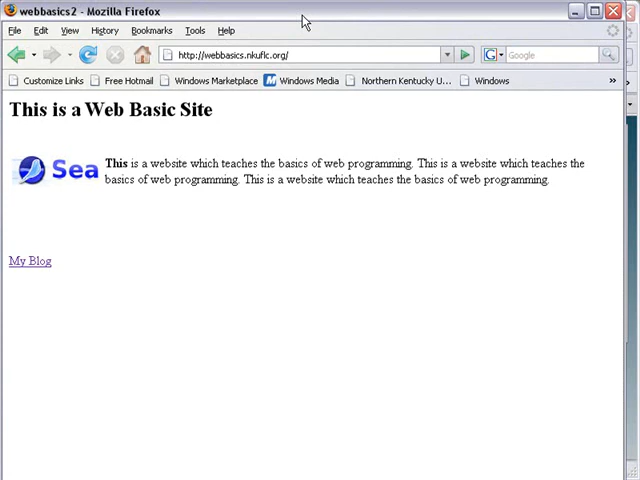 webbasics2 - Mozilla Firefox
File Edit View History Bookmarks Tools Help
http://webbasics.nkuflc.org/
G Google
Customize Links Free Hotmail Windows Marketplace Windows Media Northern Kentucky U... Windows »
This is a Web Basic Site
Sea
This is a website which teaches the basics of web programming. This is a website which teaches the
basics of web programming. This is a website which teaches the basics of web programming.
My Blog